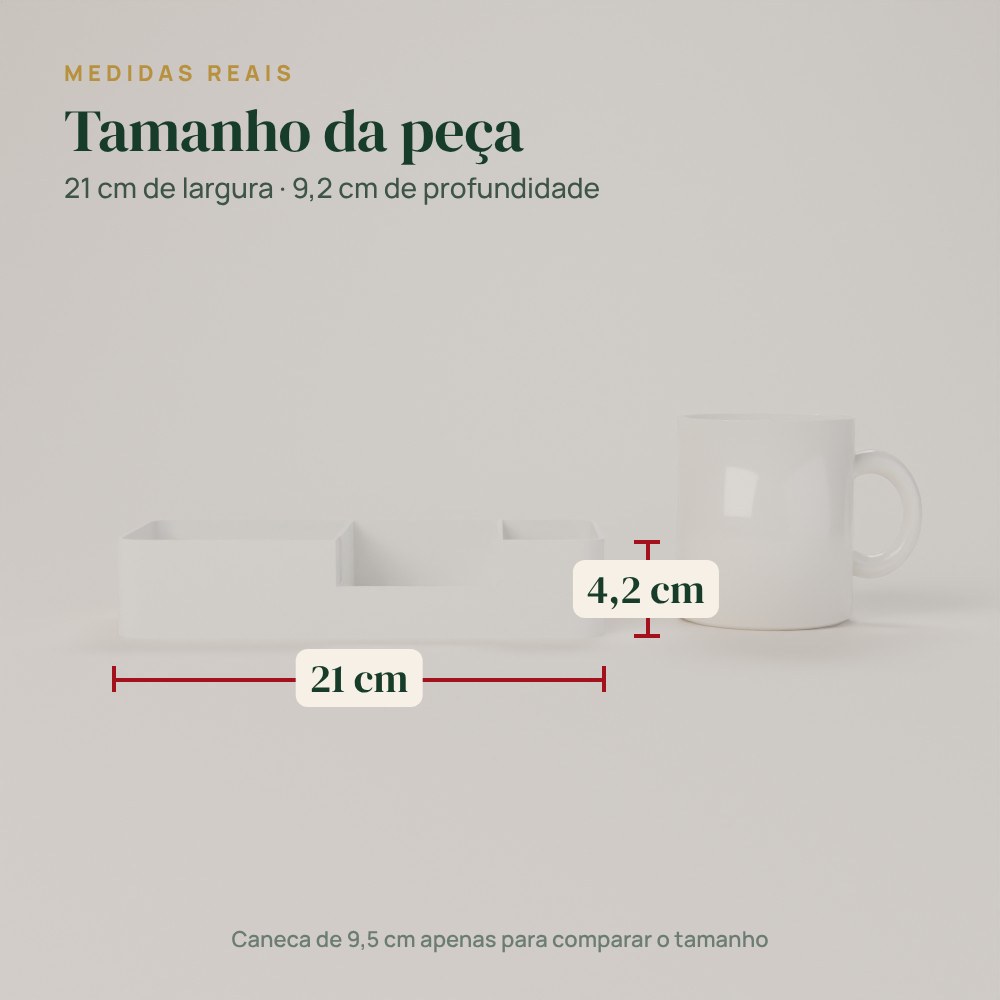 MEDIDAS REAIS
Tamanho da peça
21 cm de largura · 9,2 cm de profundidade
4,2 cm
21 cm
Caneca de 9,5 cm apenas para comparar o tamanho